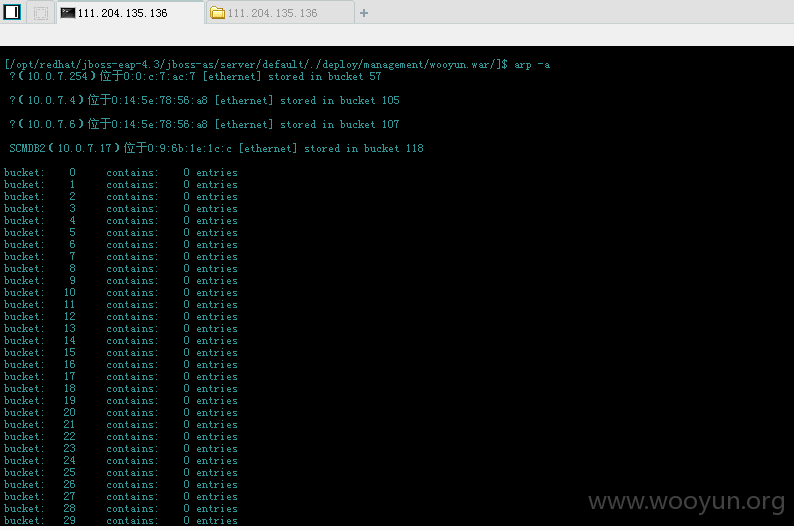 111.204.135.136 111.204.135.136
[/opt/redhat/jboss-eap-4.3/jboss-as/server/default/./deploy/management/wooyun.war/]$ arp -a
?(10.0.7.254)位于0:0:c:7:ac:7 [ethernet] stored in bucket 57
?(10.0.7.4)位于0:14:5e:78:56:a8 [ethernet] stored in bucket 105
?(10.0.7.6)位于0:14:5e:78:56:a8 [ethernet] stored in bucket 107
SCMDB2(10.0.7.17)位于0:9:6b:1e:1c:c [ethernet] stored in bucket 118
bucket: 0 contains: 0 entries
bucket: 1 contains: 0 entries
bucket: 2 contains: 0 entries
bucket: 3 contains: 0 entries
bucket: 4 contains: 0 entries
bucket: 5 contains: 0 entries
bucket: 6 contains: 0 entries
bucket: 7 contains: 0 entries
bucket: 8 contains: 0 entries
bucket: 9 contains: 0 entries
bucket: 10 contains: 0 entries
bucket: 11 contains: 0 entries
bucket: 12 contains: 0 entries
bucket: 13 contains: 0 entries
bucket: 14 contains: 0 entries
bucket: 15 contains: 0 entries
bucket: 16 contains: 0 entries
bucket: 17 contains: 0 entries
bucket: 18 contains: 0 entries
bucket: 19 contains: 0 entries
bucket: 20 contains: 0 entries
bucket: 21 contains: 0 entries
bucket: 22 contains: 0 entries
bucket: 23 contains: 0 entries
bucket: 24 contains: 0 entries
bucket: 25 contains: 0 entries
bucket: 26 contains: 0 entries
bucket: 27 contains: 0 entries
bucket: 28 contains: 0 entries
bucket: 29 contains: 0 entries
www.wooyun.org